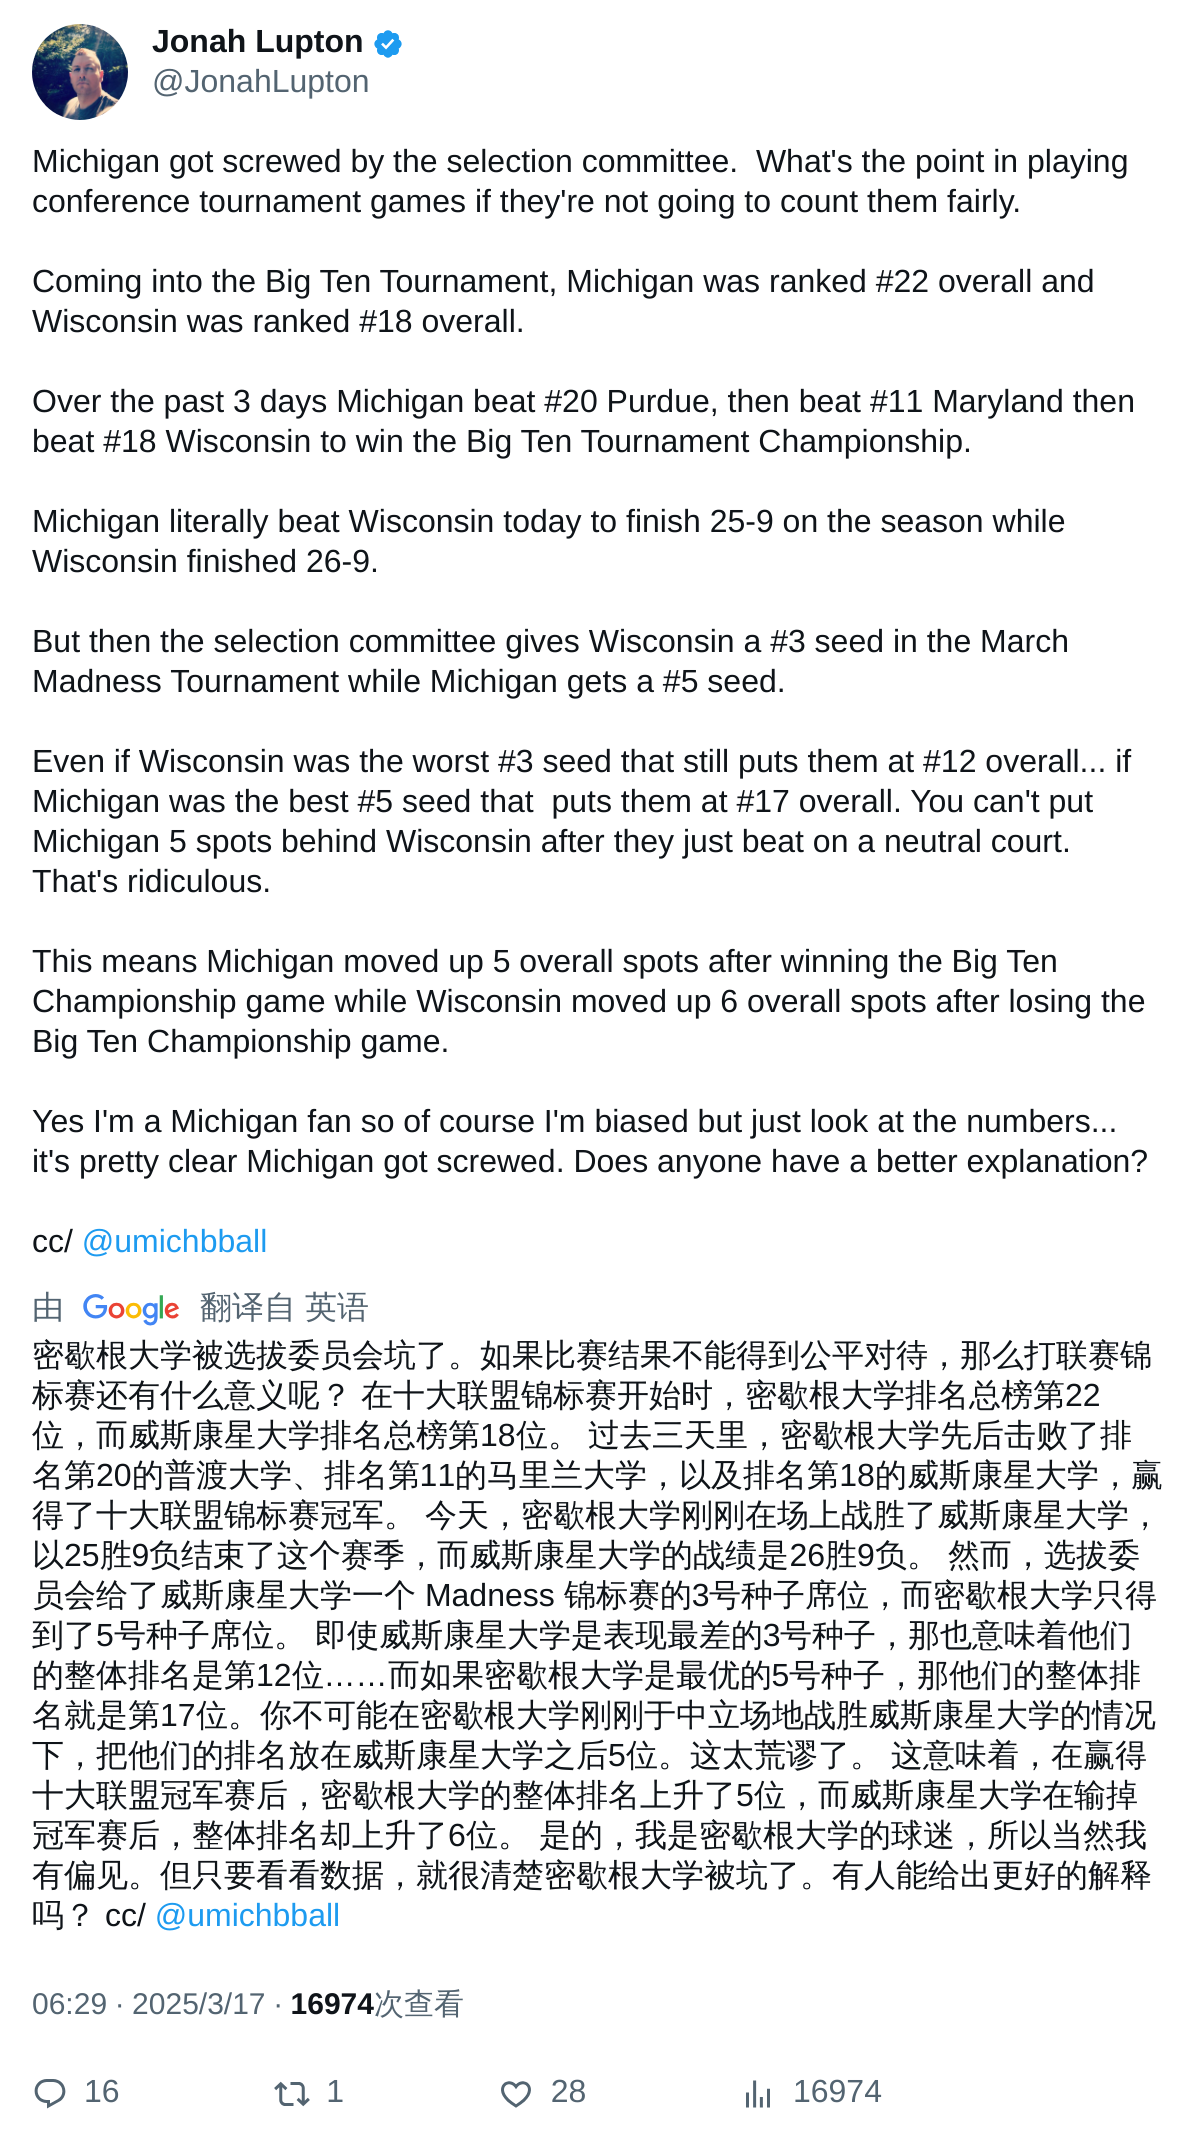 Jonah Lupton
@JonahLupton
Michigan got screwed by the selection committee.  What's the point in playing
conference tournament games if they're not going to count them fairly.
Coming into the Big Ten Tournament, Michigan was ranked #22 overall and
Wisconsin was ranked #18 overall.
Over the past 3 days Michigan beat #20 Purdue, then beat #11 Maryland then
beat #18 Wisconsin to win the Big Ten Tournament Championship.
Michigan literally beat Wisconsin today to finish 25-9 on the season while
Wisconsin finished 26-9.
But then the selection committee gives Wisconsin a #3 seed in the March
Madness Tournament while Michigan gets a #5 seed.
Even if Wisconsin was the worst #3 seed that still puts them at #12 overall... if
Michigan was the best #5 seed that  puts them at #17 overall. You can't put
Michigan 5 spots behind Wisconsin after they just beat on a neutral court.
That's ridiculous.
This means Michigan moved up 5 overall spots after winning the Big Ten
Championship game while Wisconsin moved up 6 overall spots after losing the
Big Ten Championship game.
Yes I'm a Michigan fan so of course I'm biased but just look at the numbers...
it's pretty clear Michigan got screwed. Does anyone have a better explanation?
cc/ @umichbball
由 Google 翻译自 英语
密歇根大学被选拔委员会坑了。如果比赛结果不能得到公平对待，那么打联赛锦
标赛还有什么意义呢？ 在十大联盟锦标赛开始时，密歇根大学排名总榜第22
位，而威斯康星大学排名总榜第18位。 过去三天里，密歇根大学先后击败了排
名第20的普渡大学、排名第11的马里兰大学，以及排名第18的威斯康星大学，赢
得了十大联盟锦标赛冠军。 今天，密歇根大学刚刚在场上战胜了威斯康星大学，
以25胜9负结束了这个赛季，而威斯康星大学的战绩是26胜9负。 然而，选拔委
员会给了威斯康星大学一个 Madness 锦标赛的3号种子席位，而密歇根大学只得
到了5号种子席位。 即使威斯康星大学是表现最差的3号种子，那也意味着他们
的整体排名是第12位……而如果密歇根大学是最优的5号种子，那他们的整体排
名就是第17位。你不可能在密歇根大学刚刚于中立场地战胜威斯康星大学的情况
下，把他们的排名放在威斯康星大学之后5位。这太荒谬了。 这意味着，在赢得
十大联盟冠军赛后，密歇根大学的整体排名上升了5位，而威斯康星大学在输掉
冠军赛后，整体排名却上升了6位。 是的，我是密歇根大学的球迷，所以当然我
有偏见。但只要看看数据，就很清楚密歇根大学被坑了。有人能给出更好的解释
吗？ cc/ @umichbball
06:29 · 2025/3/17 · 16974次查看
16 1 28 16974